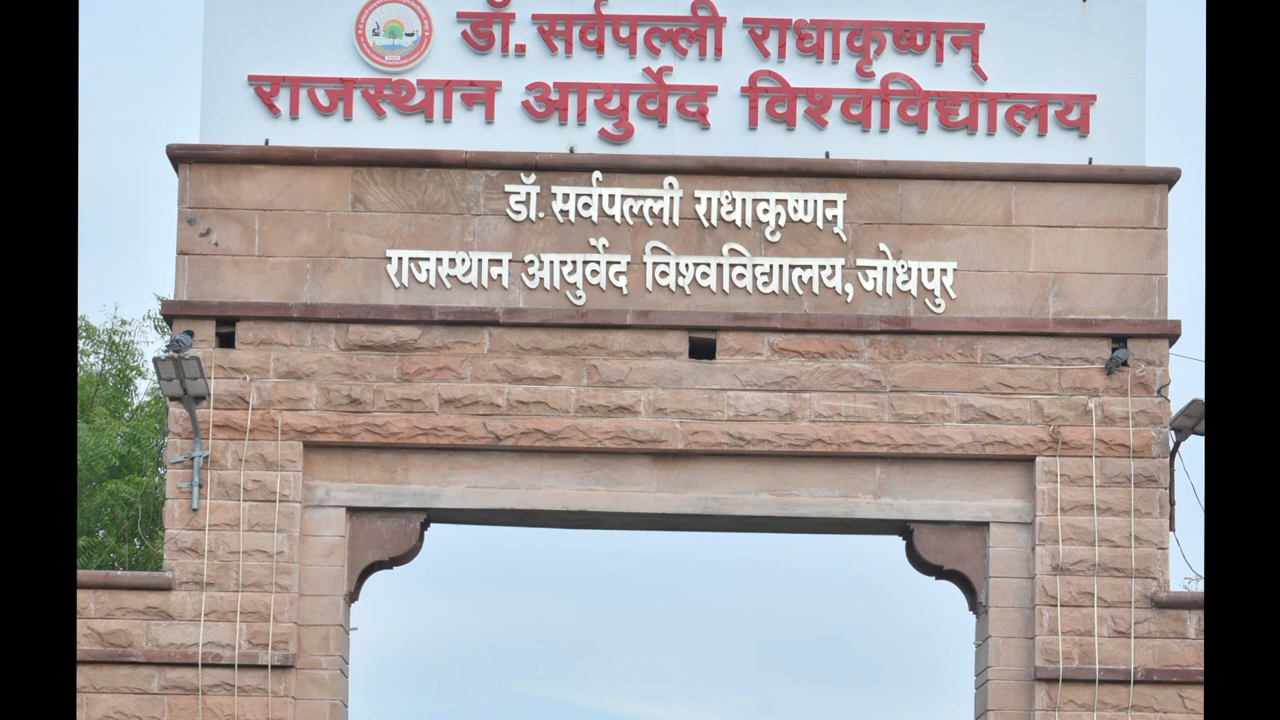 डॉ. सर्वपल्ली राधाकृष्णन्
राजस्थान आयुर्वेद विश्वविद्यालय
डॉ. सर्वपल्ली राधाकृष्णन्
राजस्थान आयुर्वेद विश्वविद्यालय, जोधपुर